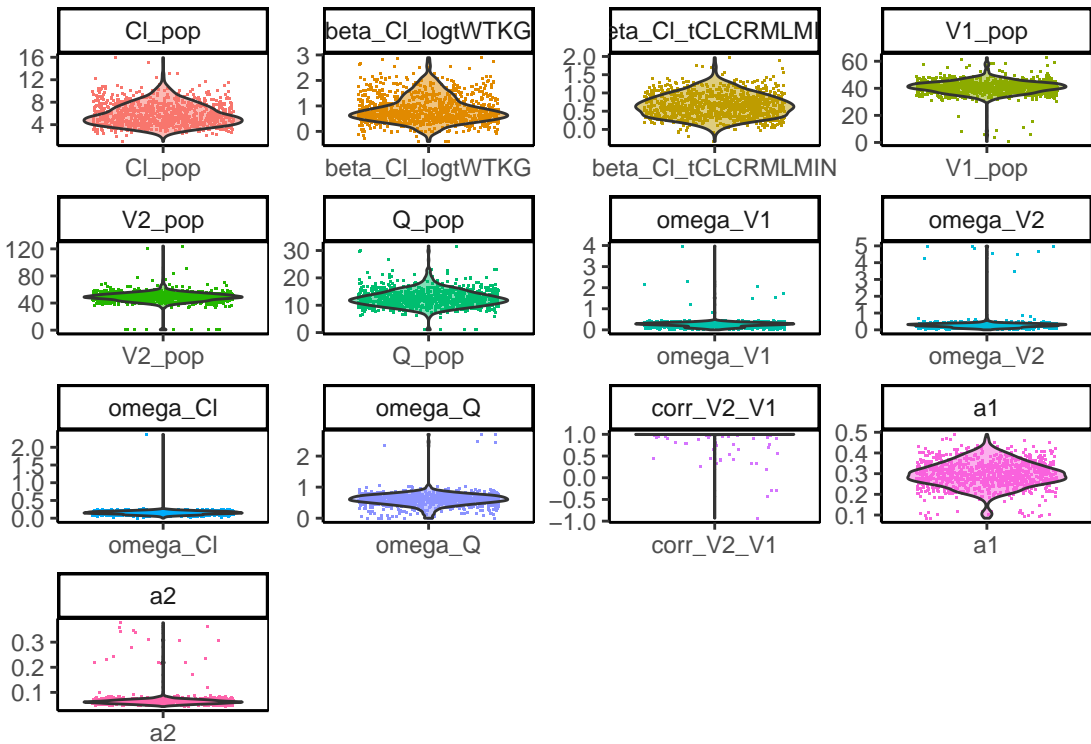 Cl_pop
beta_Cl_logtWTKG
eta_Cl_tCLCRMLMI
V1_pop
16
12
8
4
3
2
1
0
2.0
1.5
1.0
0.5
0.0
60
40
20
0
Cl_pop
beta_Cl_logtWTKG
beta_Cl_tCLCRMLMIN
V1_pop
V2_pop
Q_pop
omega_V1
omega_V2
120
80
40
0
30
20
10
0
4
3
2
1
0
5
4
3
2
1
0
V2_pop
Q_pop
omega_V1
omega_V2
omega_Cl
omega_Q
corr_V2_V1
a1
2.0
1.5
1.0
0.5
0.0
2
1
0
1.0
0.5
0.0
−0.5
−1.0
0.5
0.4
0.3
0.2
0.1
omega_Cl
omega_Q
corr_V2_V1
a1
a2
0.3
0.2
0.1
a2